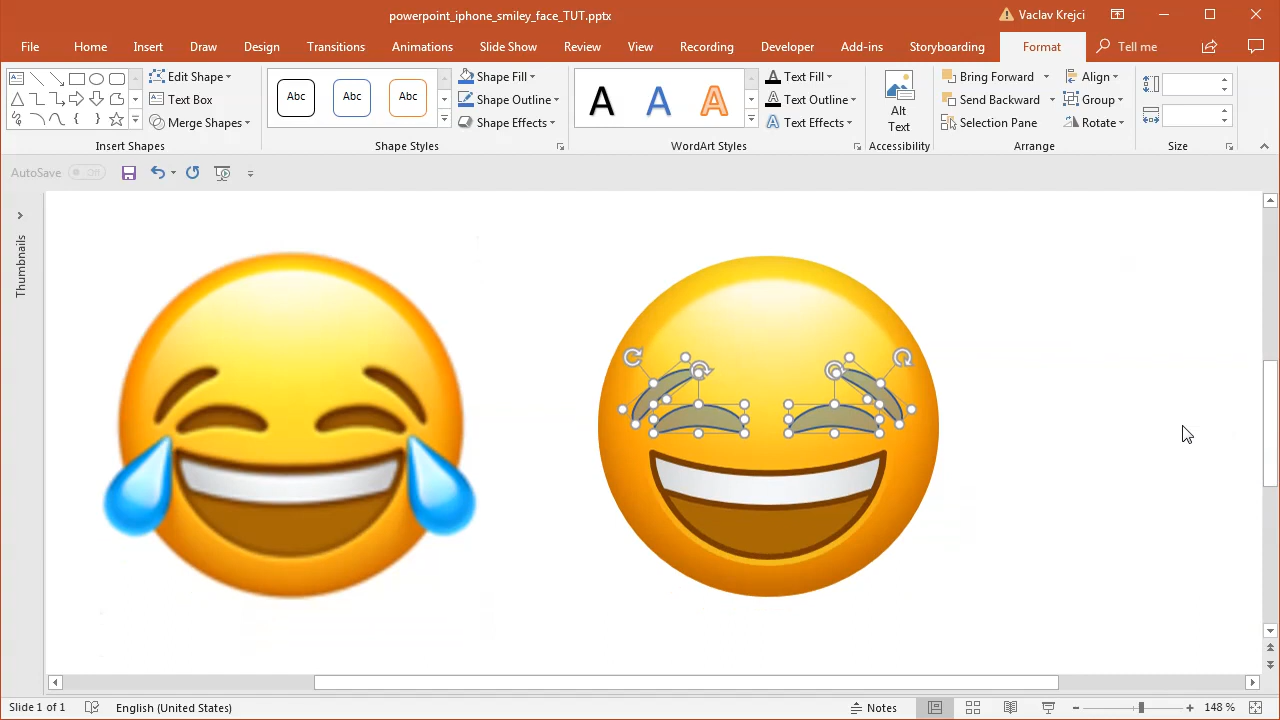 powerpoint_iphone_smiley_face_TUT.pptx
Vaclav Krejci
File Home Insert Draw Design Transitions Animations Slide Show Review View Recording Developer Add-ins Storyboarding Format Tell me
Edit Shape
Text
Merge Shapes
Insert Shapes
Abc Abc Abc
Shape Fill
Shape Outline
Shape Effects
Shape Styles
A A A
Text Fill
Text Outline
Text Effects
WordArt Styles
Alt
Text
Accessibility
Bring Forward
Send Backward
Selection Pane
Align
Group
Rotate
Arrange
Size
AutoSave Off
Thumbnails
Slide 1 of 1 English (United States) Notes 148 %